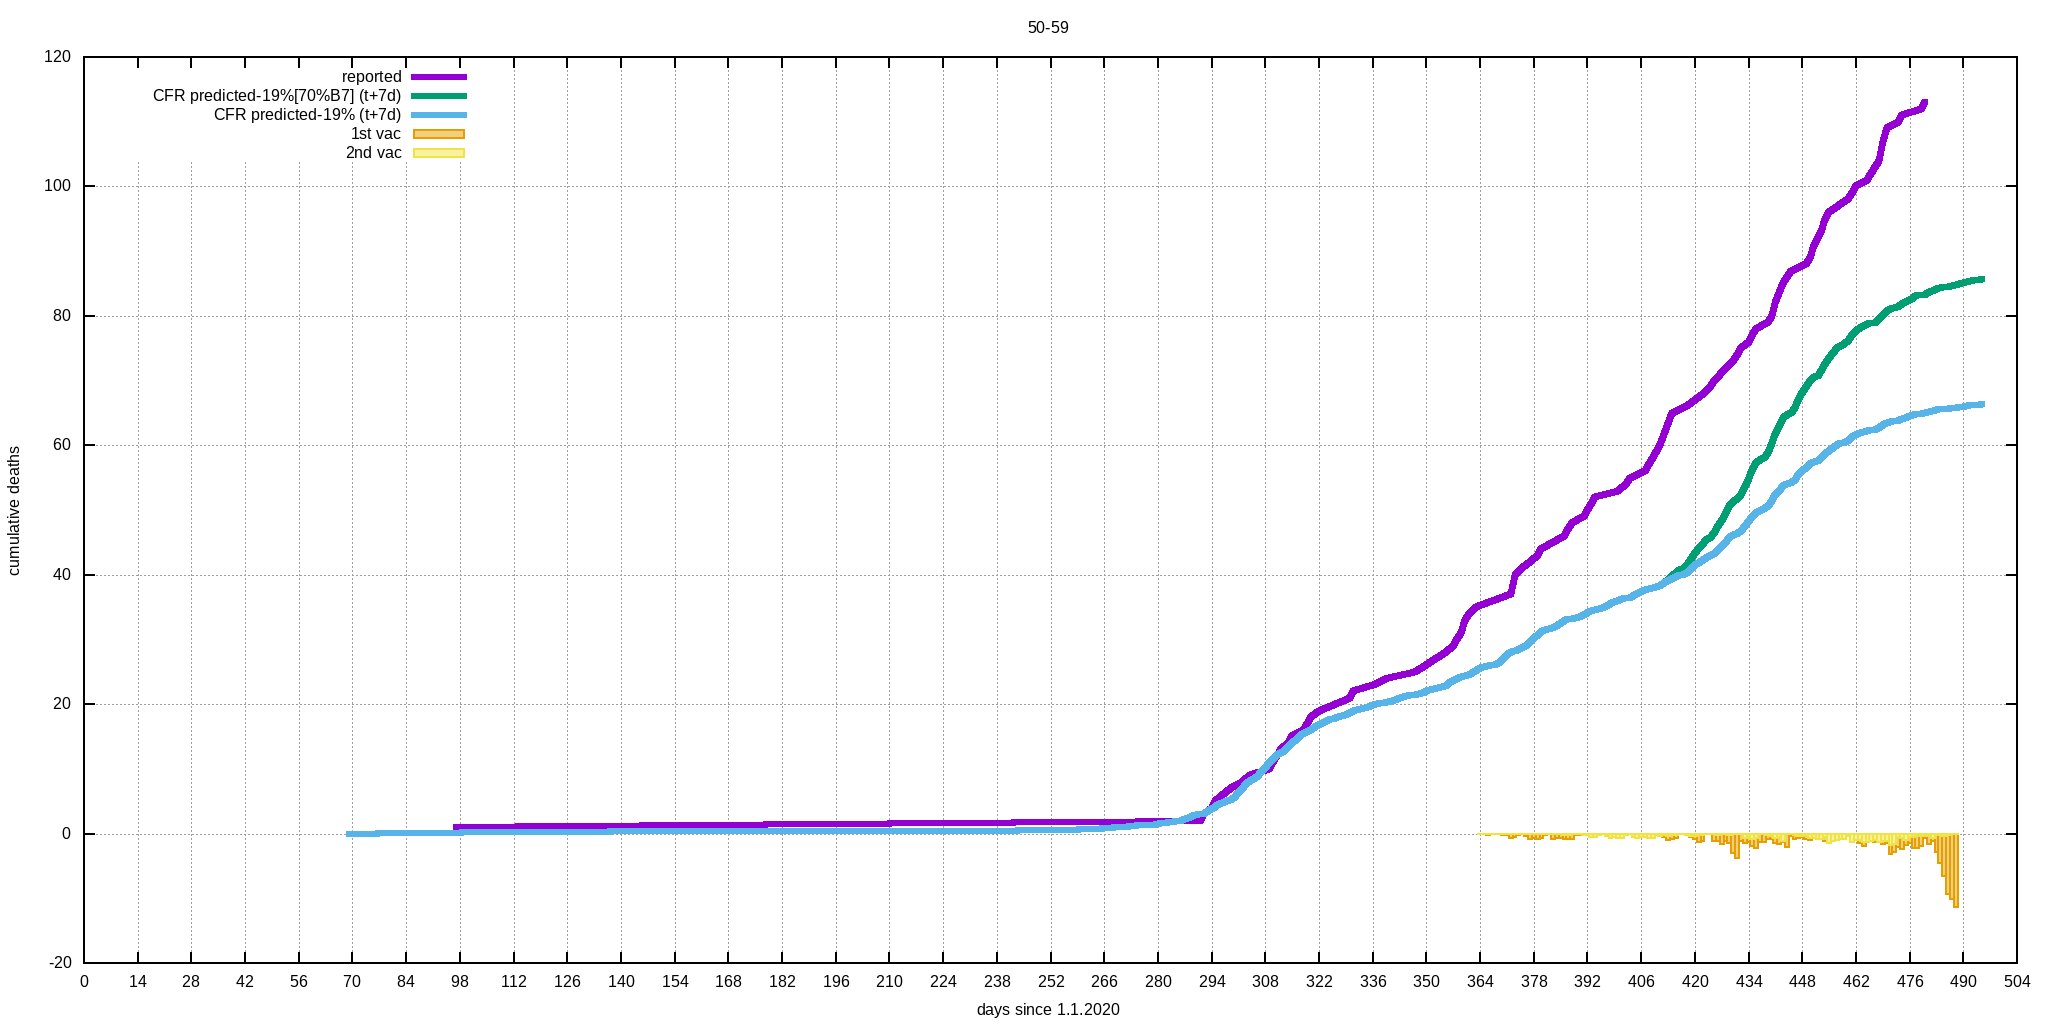 50-59
120
100
80
60
40
20
0
-20
cumulative deaths
reported
CFR predicted-19%[70%B7] (t+7d)
CFR predicted-19% (t+7d)
1st vac
2nd vac
0 14 28 42 56 70 84 98 112 126 140 154 168 182 196 210 224 238 252 266 280 294 308 322 336 350 364 378 392 406 420 434 448 462 476 490 504
days since 1.1.2020